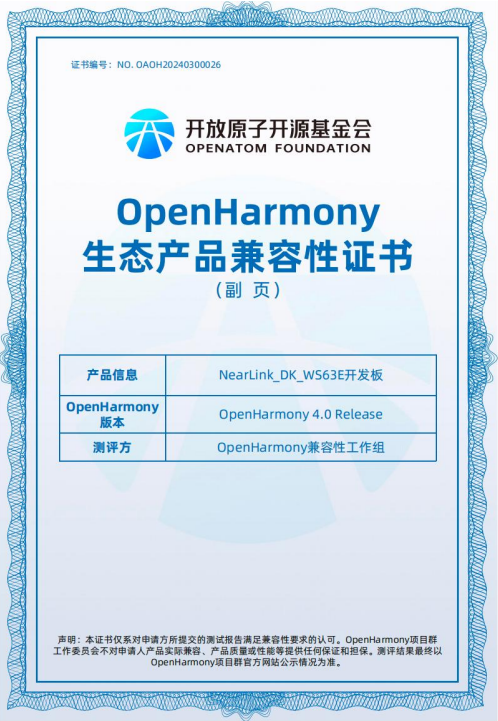 证书编号：NO. OAOH20240300026
开放原子开源基金会
OPENATOM FOUNDATION
OpenHarmony
生态产品兼容性证书
（副 页）
产品信息
NearLink_DK_WS63E开发板
OpenHarmony
版本
OpenHarmony 4.0 Release
测评方
OpenHarmony兼容性工作组
声明：本证书仅系对申请方所提交的测试报告满足兼容性要求的认可。OpenHarmony项目群
工作委员会不对申请人产品实际兼容、产品质量或性能等提供任何保证和担保。测评结果最终以
OpenHarmony项目群官方网站公示情况为准。